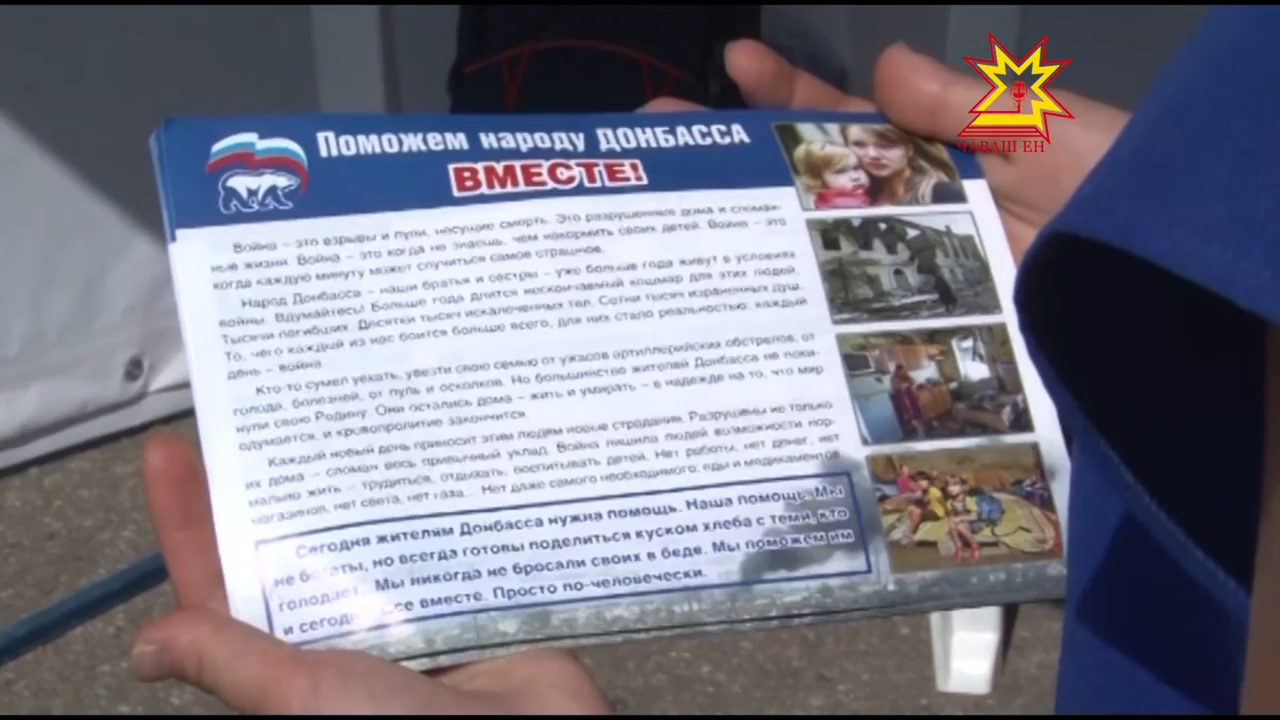 ЧӐВАШ ЕН
Поможем народу ДОНБАССА
ВМЕСТЕ!
Война – это взрывы и пули, несущие смерть. Это разрушенные дома и сломан-
ные жизни. Война – это когда не знаешь, чем накормить своих детей. Война – это
когда каждую минуту может случиться самое страшное.
Народ Донбасса – наши братья и сестры – уже больше года живут в условиях
войны. Вдумайтесь! Больше года длится нескончаемый кошмар для этих людей.
Тысячи погибших. Десятки тысяч искалеченных тел. Сотни тысяч израненных душ.
То, чего каждый из нас боится больше всего, для них стало реальностью: каждый
день – война.
Кто-то сумел уехать, увезти свою семью от ужасов артиллерийских обстрелов, от
голода, болезней, от пуль и осколков. Но большинство жителей Донбасса не поки-
нули свою Родину. Они остались дома – жить и умирать – в надежде на то, что мир
одумается, и кровопролитие закончится.
Каждый новый день приносит этим людям новые страдания. Разрушены не только
их дома – сломан весь привычный уклад. Война лишила людей возможности нор-
мально жить – трудиться, отдыхать, воспитывать детей. Нет работы, нет денег, нет
магазинов, нет света, нет газа... Нет даже самого необходимого: еды и медикаментов
Сегодня жителям Донбасса нужна помощь. Наша помощь. Мы
не богаты, но всегда готовы поделиться куском хлеба с теми, кто
голодает. Мы никогда не бросали своих в беде. Мы поможем им
и сегодня. Все вместе. Просто по-человечески.